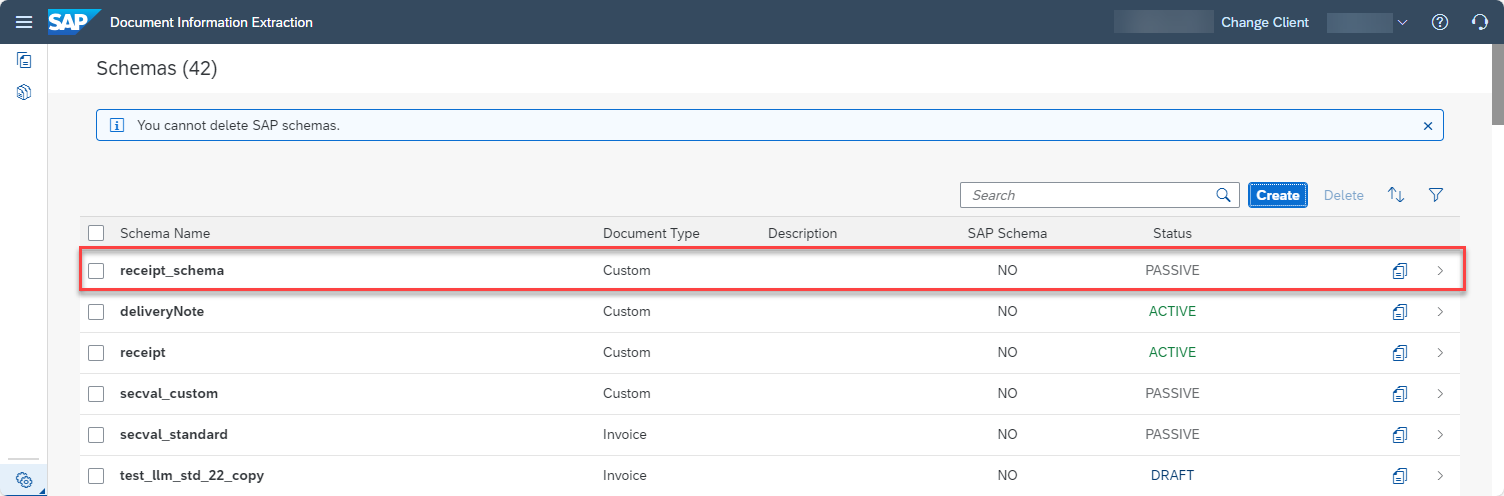 SAP Document Information Extraction Change Client
Schemas (42)
You cannot delete SAP schemas.
Search Create Delete
Schema Name Document Type Description SAP Schema Status
receipt_schema Custom NO PASSIVE
deliveryNote Custom NO ACTIVE
receipt Custom NO ACTIVE
secval_custom Custom NO PASSIVE
secval_standard Invoice NO PASSIVE
test_llm_std_22_copy Invoice NO DRAFT